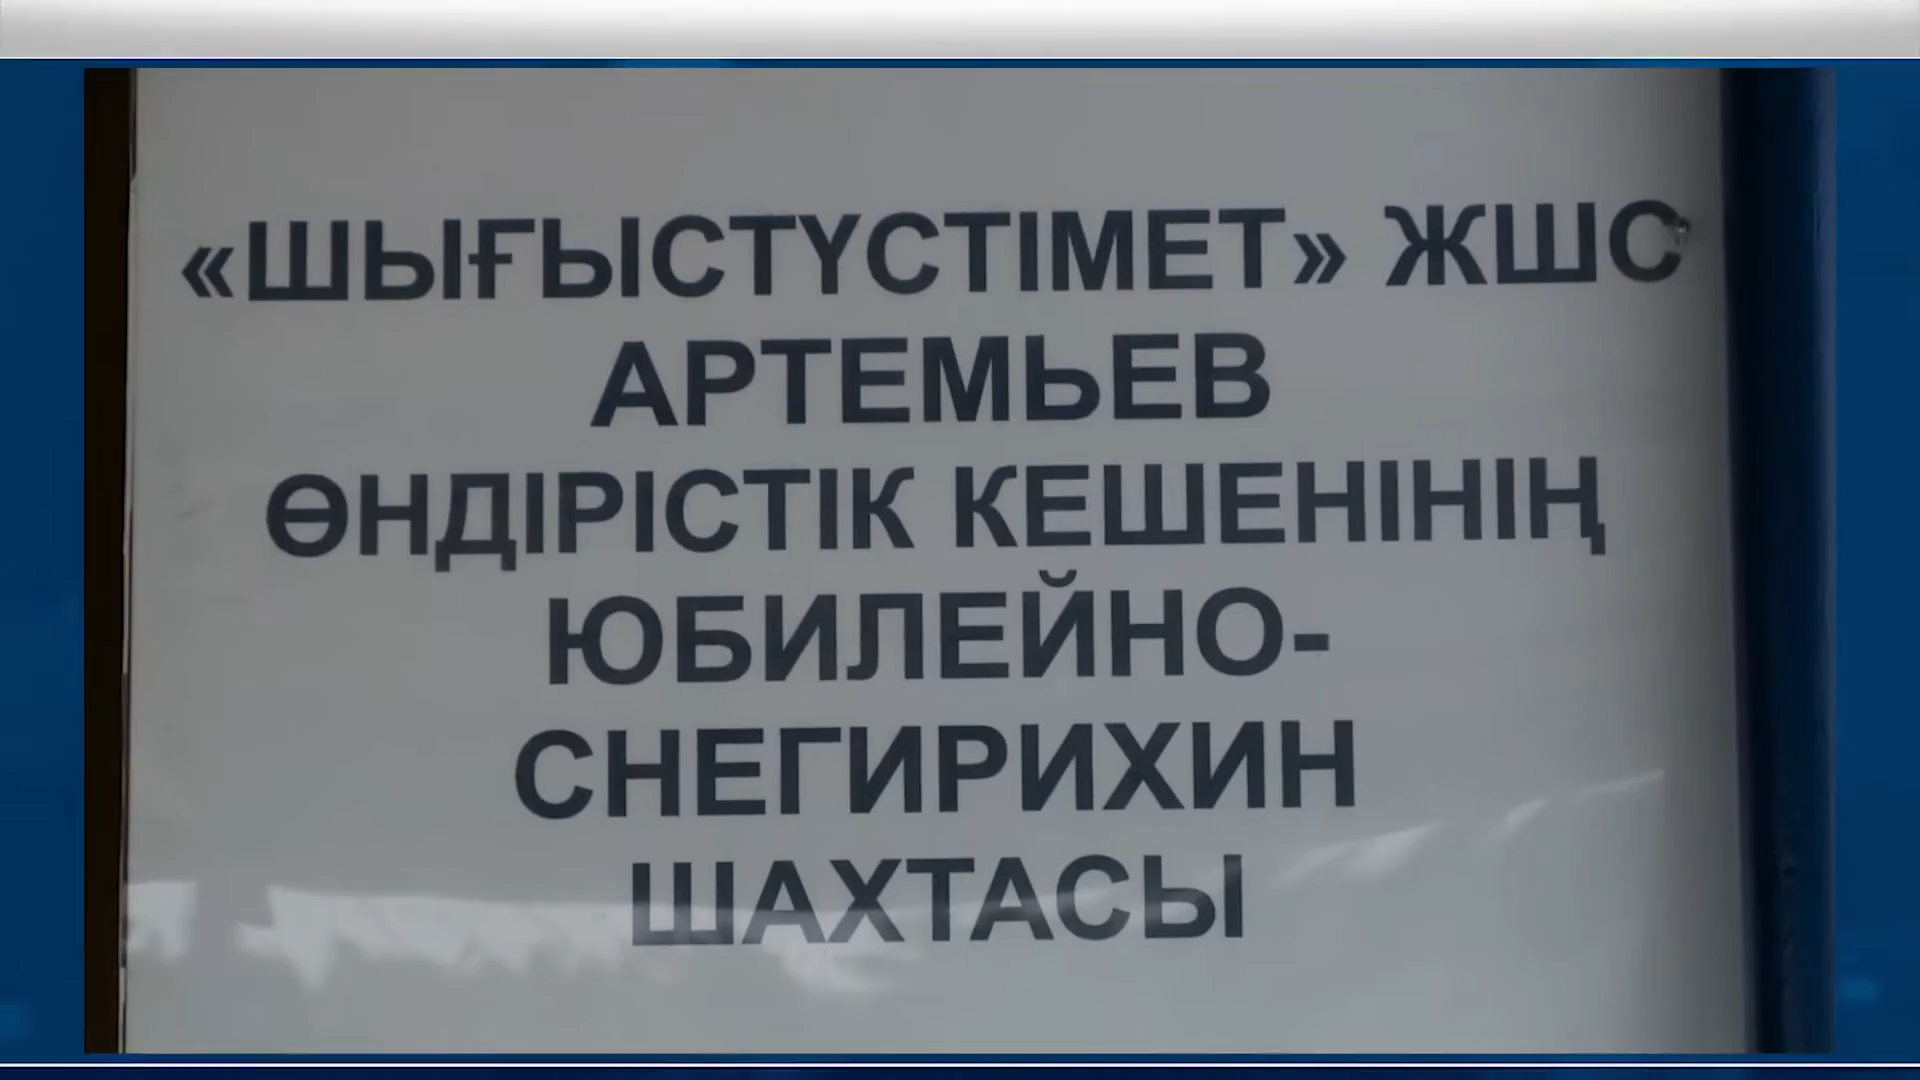 «ШЫҒЫСТҮСТІМЕТ» ЖШС
АРТЕМЬЕВ
ӨНДІРІСТІК КЕШЕНІНІҢ
ЮБИЛЕЙНО-
СНЕГИРИХИН
ШАХТАСЫ